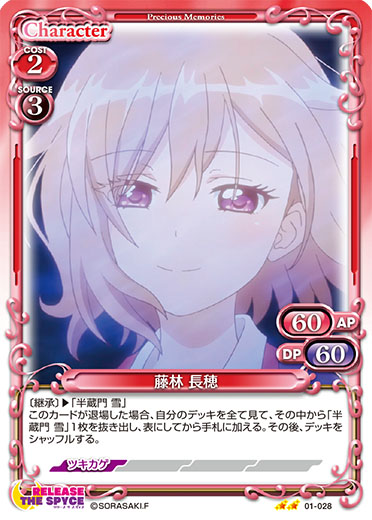 Precious Memories
Character
COST
2
SOURCE
3
60 AP
DP 60
藤林 長穂
〔継承〕▶「半蔵門 雪」
このカードが退場した場合、自分のデッキを全て見て、その中から「半
蔵門 雪」1枚を抜き出し、表にしてから手札に加える。その後、デッキを
シャッフルする。
ツキカゲ
RELEASE
THE SPYCE
©SORASAKI.F
01-028